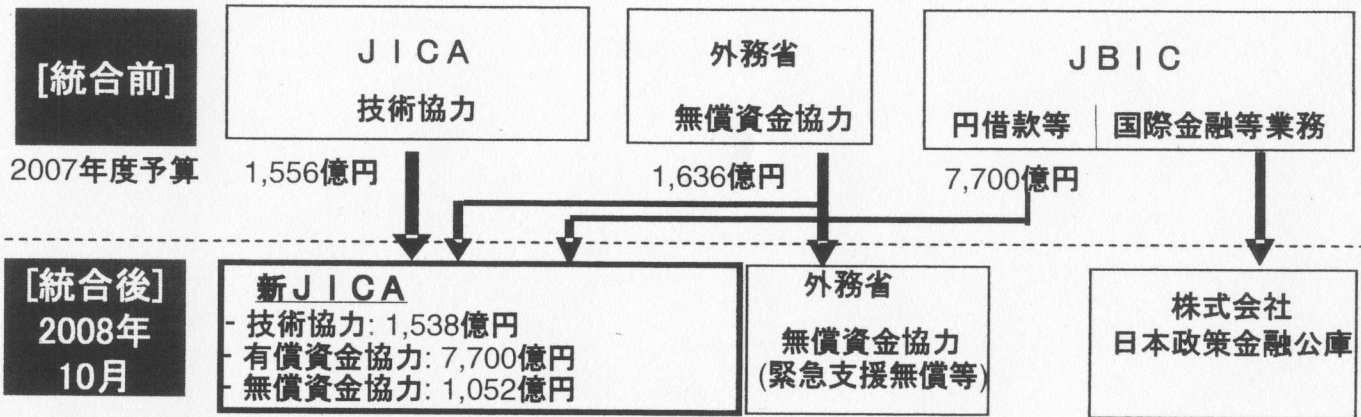 [統合前]
JICA
技術協力
外務省
無償資金協力
JBIC
円借款等
国際金融等業務
2007年度予算
1,556億円
1,636億円
7,700億円
[統合後]
2008年
10月
新JICA
- 技術協力: 1,538億円
- 有償資金協力: 7,700億円
- 無償資金協力: 1,052億円
外務省
無償資金協力
(緊急支援無償等)
株式会社
日本政策金融公庫